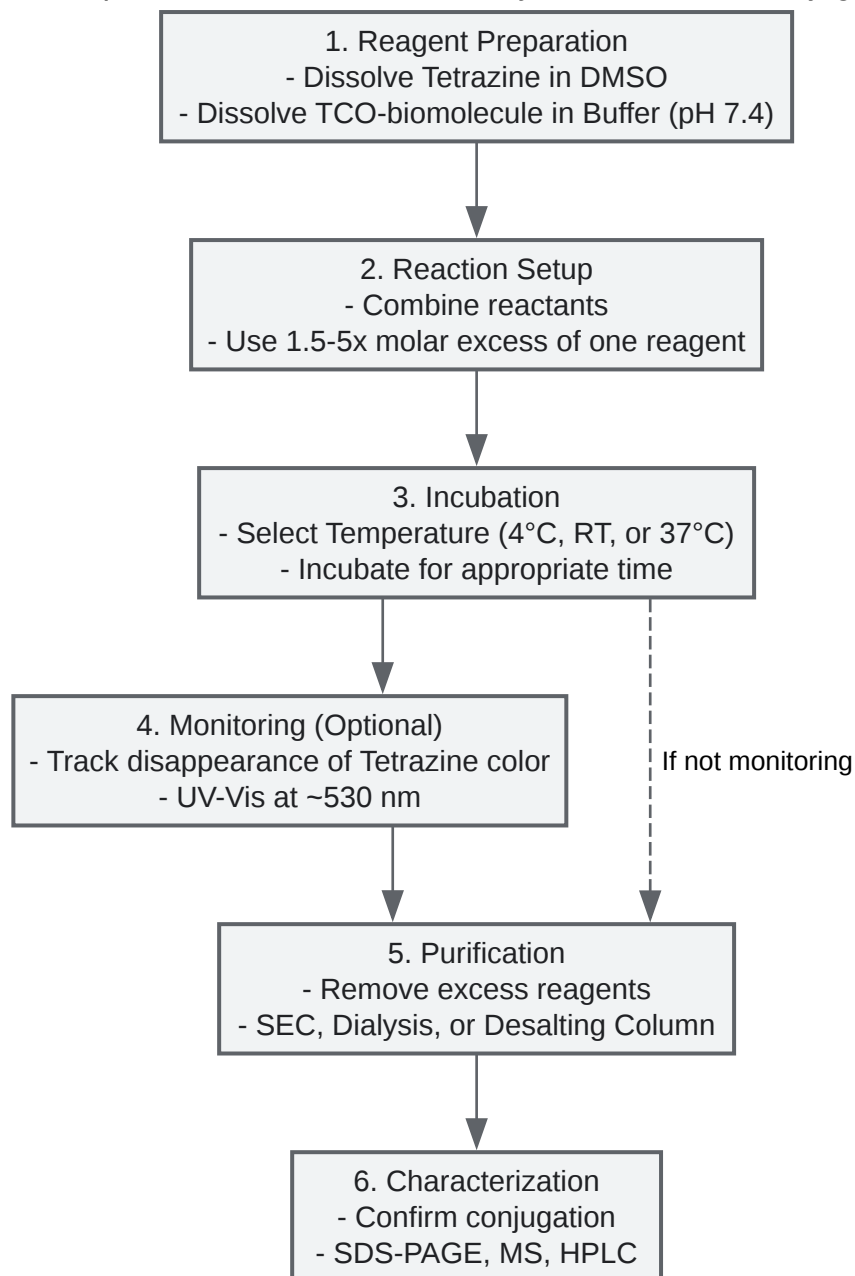 1. Reagent Preparation
- Dissolve Tetrazine in DMSO
- Dissolve TCO-biomolecule in Buffer (pH 7.4)
2. Reaction Setup
- Combine reactants
- Use 1.5-5x molar excess of one reagent
3. Incubation
- Select Temperature (4°C, RT, or 37°C)
- Incubate for appropriate time
4. Monitoring (Optional)
- Track disappearance of Tetrazine color
- UV-Vis at ~530 nm
If not monitoring
5. Purification
- Remove excess reagents
- SEC, Dialysis, or Desalting Column
6. Characterization
- Confirm conjugation
- SDS-PAGE, MS, HPLC